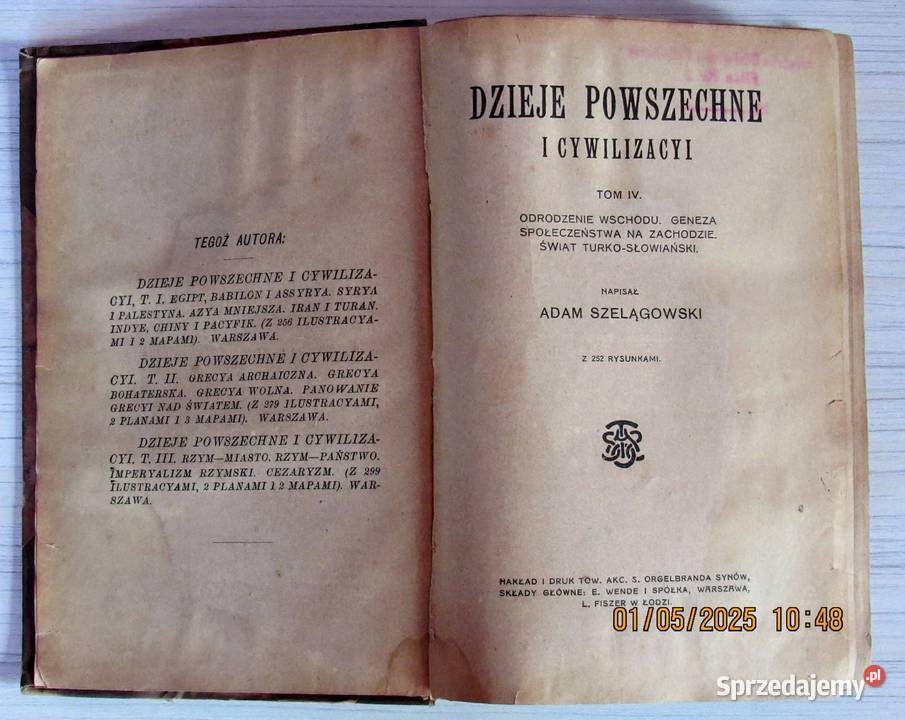 TEGOŻ AUTORA:
DZIEJE POWSZECHNE I CYWILIZA-
CYI, T. I. EGIPT, BABILON I ASSYRYA. SYRYA
I PALESTYNA. AZYA MNIEJSZA. IRAN I TURAN.
INDYE, CHINY I PACYFIK. (Z 256 ILUSTRACYA-
MI I 2 MAPAMI). WARSZAWA.
DZIEJE POWSZECHNE I CYWILIZA-
CYI. T. II. GRECYA ARCHAICZNA. GRECYA
BOHATERSKA. GRECYA WOLNA. PANOWANIE
GRECYI NAD ŚWIATEM. (Z 279 ILUSTRACYAMI,
2 PLANAMI I 3 MAPAMI). WARSZAWA.
DZIEJE POWSZECHNE I CYWILIZA-
CYI. T. III. RZYM—MIASTO. RZYM—PAŃSTWO.
IMPERYALIZM RZYMSKI. CEZARYZM. (Z 299
ILUSTRACYAMI, 2 PLANAMI I 2 MAPAMI). WAR-
SZAWA.
DZIEJE POWSZECHNE
I CYWILIZACYI
TOM IV.
ODRODZENIE WSCHODU. GENEZA
SPOŁECZEŃSTWA NA ZACHODZIE.
ŚWIAT TURKO-SŁOWIAŃSKI.
NAPISAŁ
ADAM SZELĄGOWSKI
Z 252 RYSUNKAMI.
NAKŁAD I DRUK TOW. AKC. S. ORGELBRANDA SYNÓW,
SKŁADY GŁÓWNE: E. WENDE I SPÓŁKA, WARSZAWA,
L. FISZER W ŁODZI.
01/05/2025 10:48
Sprzedajemy.pl